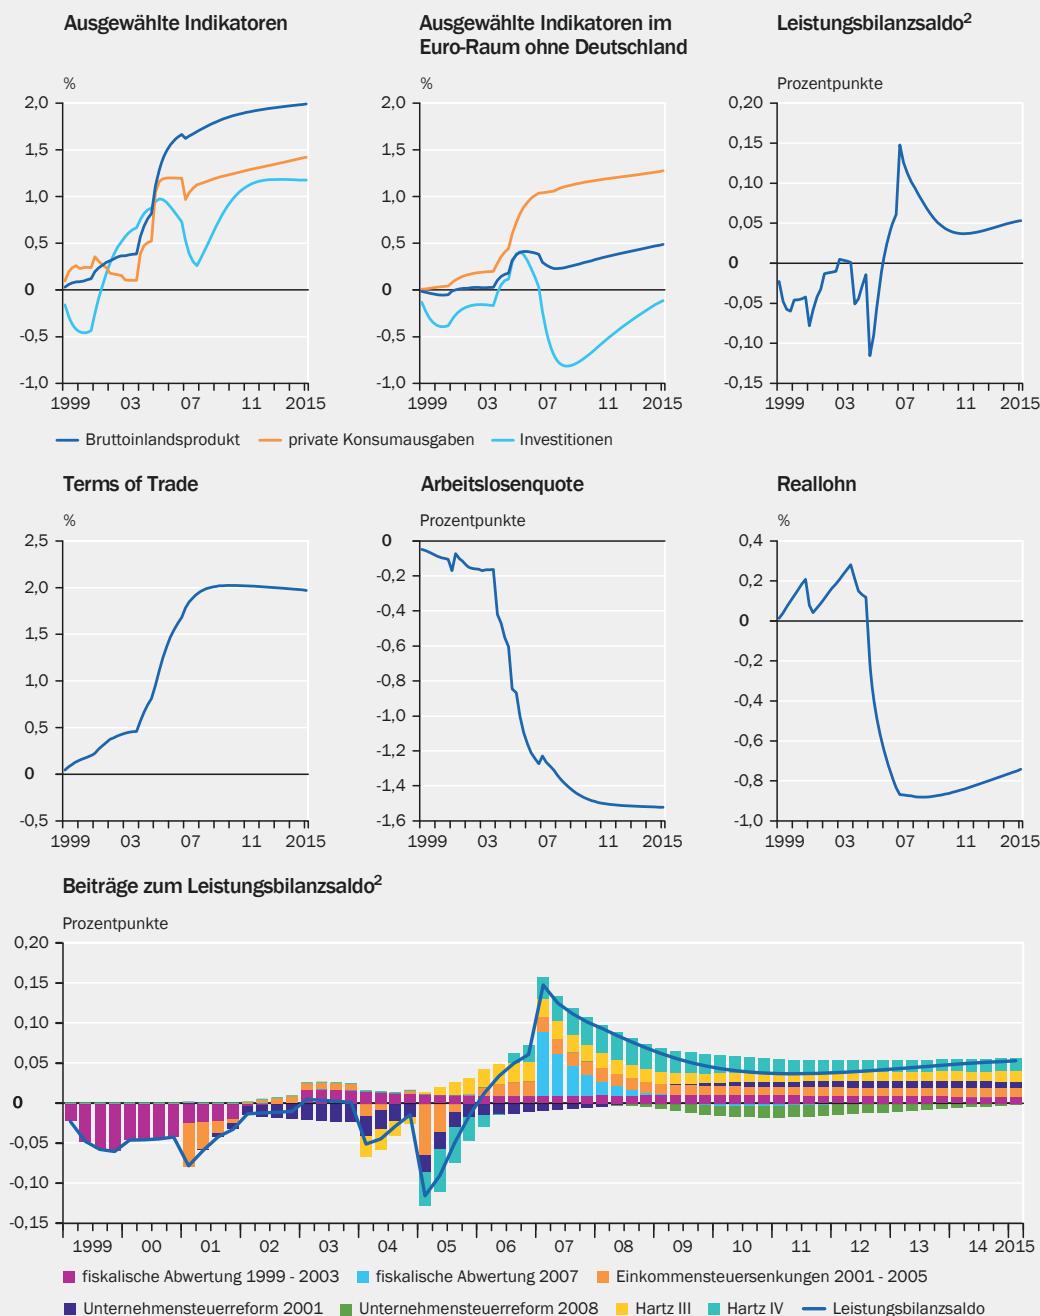 Ausgewählte Indikatoren
%
2,0
1,5
1,0
0,5
0
-0,5
-1,0
1999 03 07 11 2015
Ausgewählte Indikatoren im
Euro-Raum ohne Deutschland
%
2,0
1,5
1,0
0,5
0
-0,5
-1,0
1999 03 07 11 2015
Leistungsbilanzsaldo²
Prozentpunkte
0,20
0,15
0,10
0,05
0
-0,05
-0,10
-0,15
1999 03 07 11 2015
Bruttoinlandsprodukt private Konsumausgaben Investitionen
Terms of Trade
%
2,5
2,0
1,5
1,0
0,5
0
-0,5
1999 03 07 11 2015
Arbeitslosenquote
Prozentpunkte
0
-0,2
-0,4
-0,6
-0,8
-1,0
-1,2
-1,4
-1,6
1999 03 07 11 2015
Reallohn
%
0,4
0,2
0
-0,2
-0,4
-0,6
-0,8
-1,0
1999 03 07 11 2015
Beiträge zum Leistungsbilanzsaldo²
Prozentpunkte
0,20
0,15
0,10
0,05
0
-0,05
-0,10
-0,15
1999 00 01 02 03 04 05 06 07 08 09 10 11 12 13 14 2015
fiskalische Abwertung 1999 - 2003 fiskalische Abwertung 2007 Einkommensteuersenkungen 2001 - 2005
Unternehmensteuerreform 2001 Unternehmensteuerreform 2008 Hartz III Hartz IV Leistungsbilanzsaldo